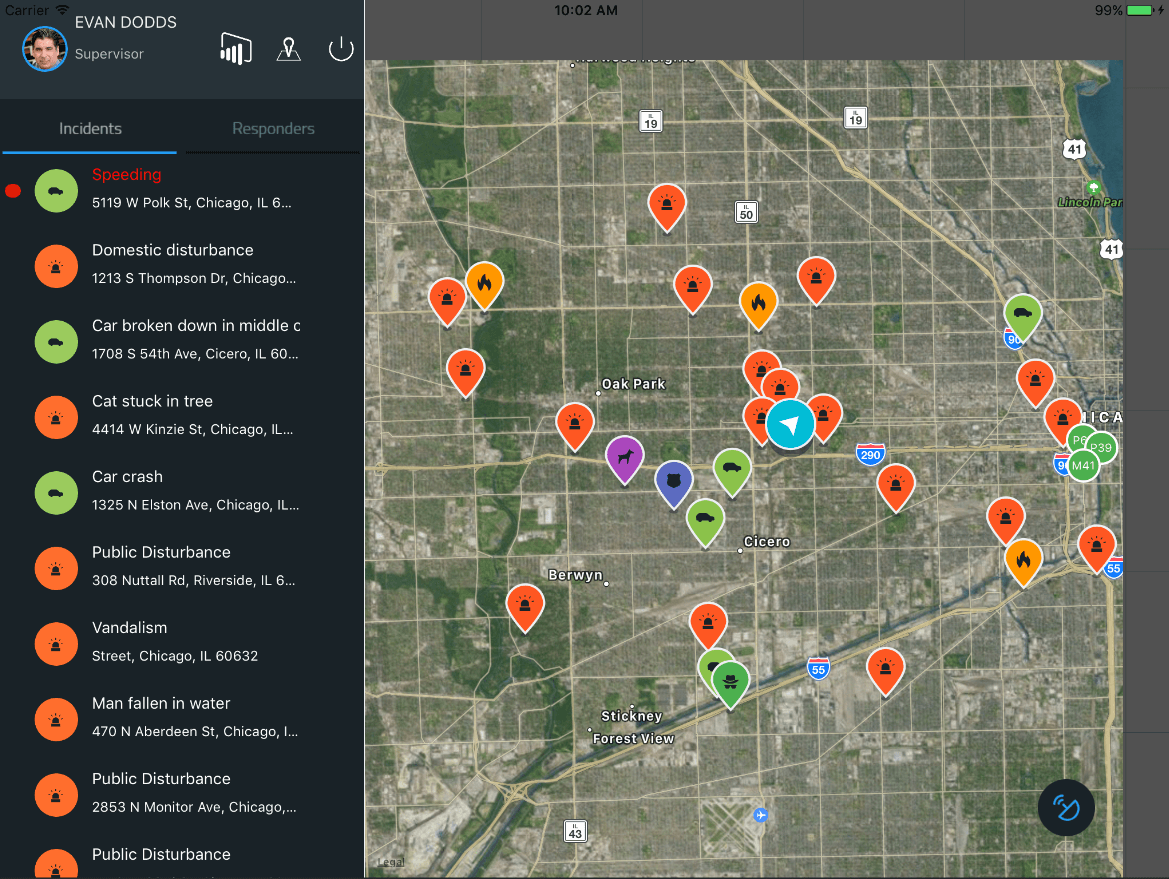 Carrier
10:02 AM
99%
EVAN DODDS
Supervisor
Incidents
Responders
Speeding
5119 W Polk St, Chicago, IL 6...
Domestic disturbance
1213 S Thompson Dr, Chicago...
Car broken down in middle c
1708 S 54th Ave, Cicero, IL 60...
Cat stuck in tree
4414 W Kinzie St, Chicago, IL...
Car crash
1325 N Elston Ave, Chicago, IL...
Public Disturbance
308 Nuttall Rd, Riverside, IL 6...
Vandalism
Street, Chicago, IL 60632
Man fallen in water
470 N Aberdeen St, Chicago, I...
Public Disturbance
2853 N Monitor Ave, Chicago,...
Public Disturbance
IL
19
IL
19
41
Lincoln Par
IL
50
41
90
Oak Park
ICA
P6
P39
290
90
M41
Cicero
55
Berwyn
55
Stickney
Forest View
IL
43
Legal